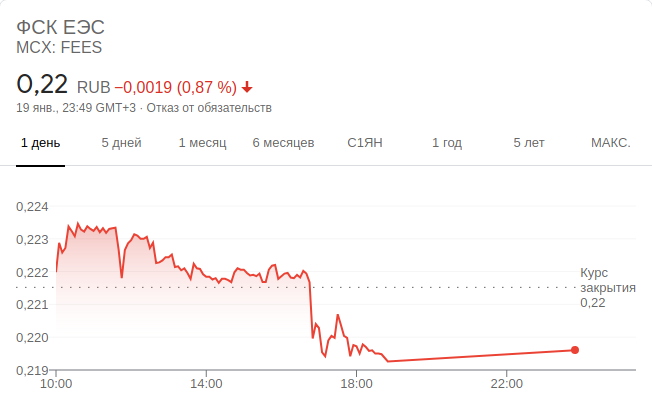 ФСК ЕЭС
MCX: FEES
0,22 RUB −0,0019 (0,87 %)
19 янв., 23:49 GMT+3 · Отказ от обязательств
1 день 5 дней 1 месяц 6 месяцев С1ЯН 1 год 5 лет МАКС.
0,224
0,223
0,222
Курс
закрытия
0,22
0,221
0,220
0,219
10:00 14:00 18:00 22:00